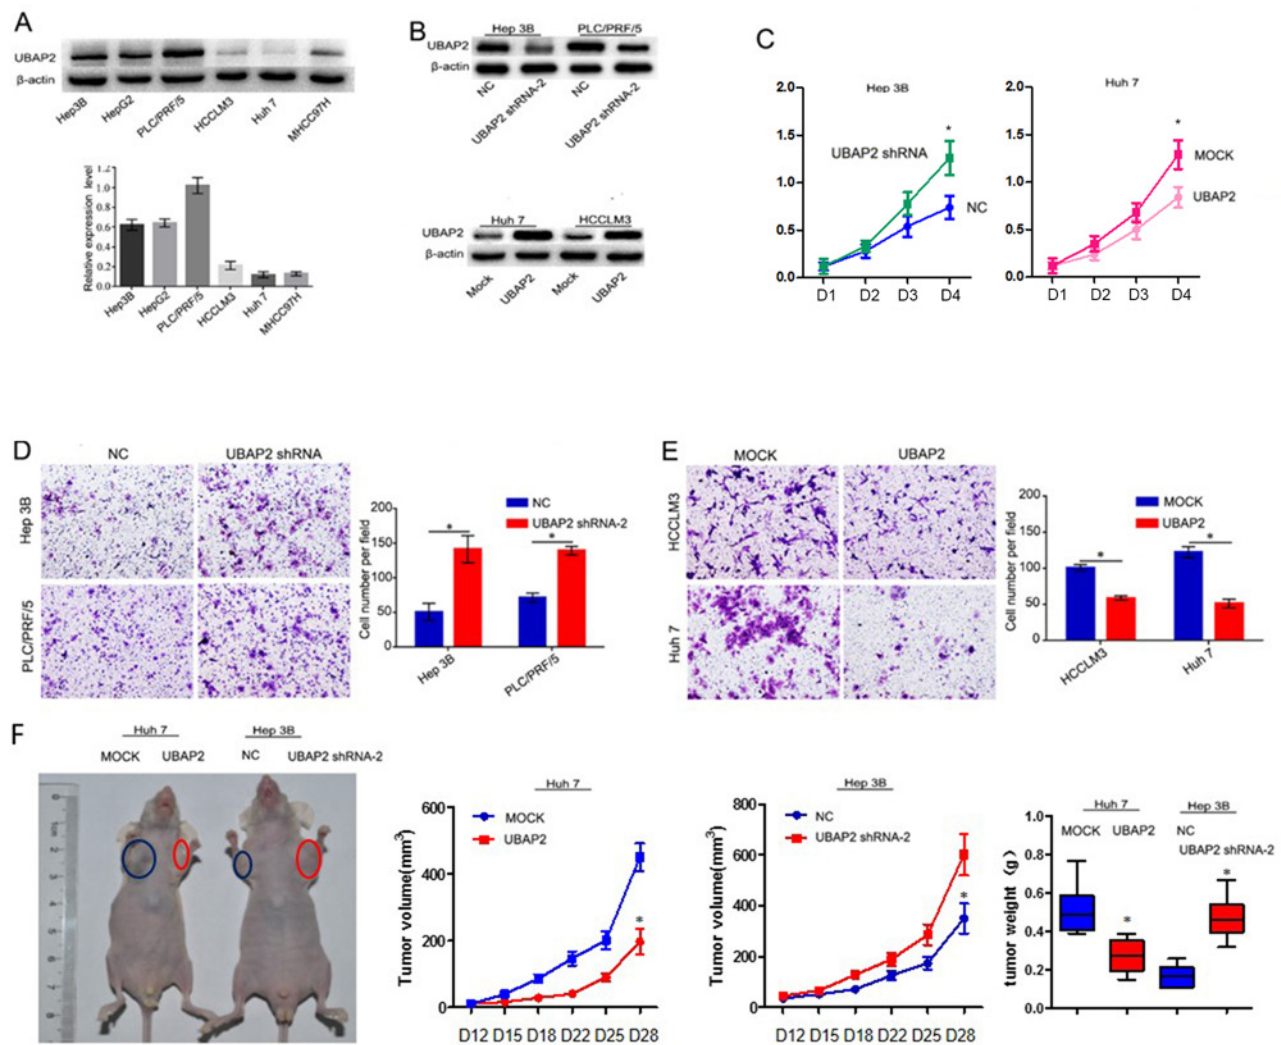 A
UBAP2
β-actin
Hep3B
HepG2
PLC/PRF/5
HCCLM3
Huh 7
MHCC97H
Relative expression level
1.2
1.0
0.8
0.6
0.4
0.2
0.0
Hep3B
HepG2
PLC/PRF/5
HCCLM3
Huh 7
MHCC97H
B
Hep 3B
PLC/PRF/5
UBAP2
β-actin
NC
UBAP2 shRNA-2
NC
UBAP2 shRNA-2
Huh 7
HCCLM3
UBAP2
β-actin
Mock
UBAP2
Mock
UBAP2
C
Hep 3B
2.0
1.5
1.0
0.5
0.0
*
UBAP2 shRNA
NC
D1 D2 D3 D4
Huh 7
2.0
1.5
1.0
0.5
0.0
*
MOCK
UBAP2
D1 D2 D3 D4
D
NC
UBAP2 shRNA
Hep 3B
PLC/PRF/5
Cell number per field
200
150
100
50
0
NC
UBAP2 shRNA-2
*
*
Hep 3B
PLC/PRF/5
E
MOCK
UBAP2
HCCLM3
Huh 7
Cell number per field
200
150
100
50
0
MOCK
UBAP2
*
*
HCCLM3
Huh 7
F
Huh 7
Hep 3B
MOCK
UBAP2
NC
UBAP2 shRNA-2
0
1cm
2
3
4
5
6
7
8
Huh 7
Tumor volume(mm³)
600
400
200
0
MOCK
UBAP2
*
D12 D15 D18 D22 D25 D28
Hep 3B
Tumor volume(mm³)
800
600
400
200
0
NC
UBAP2 shRNA-2
*
D12 D15 D18 D22 D25 D28
tumor weight (g)
1.0
0.8
0.6
0.4
0.2
0.0
Huh 7
Hep 3B
MOCK
UBAP2
NC
UBAP2 shRNA-2
*
*